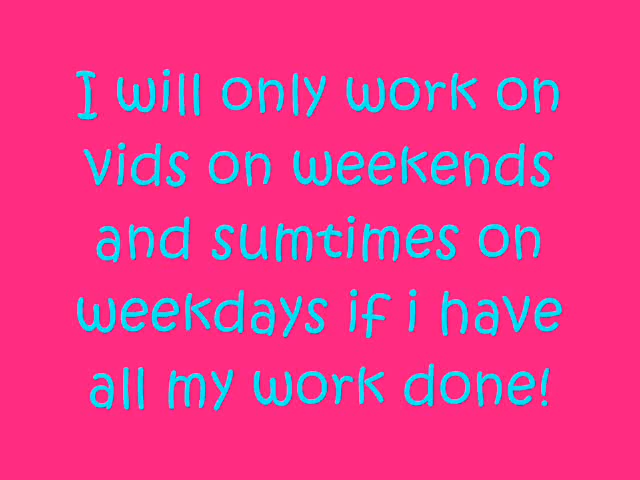 I will only work on
vids on weekends
and sumtimes on
weekdays if i have
all my work done!